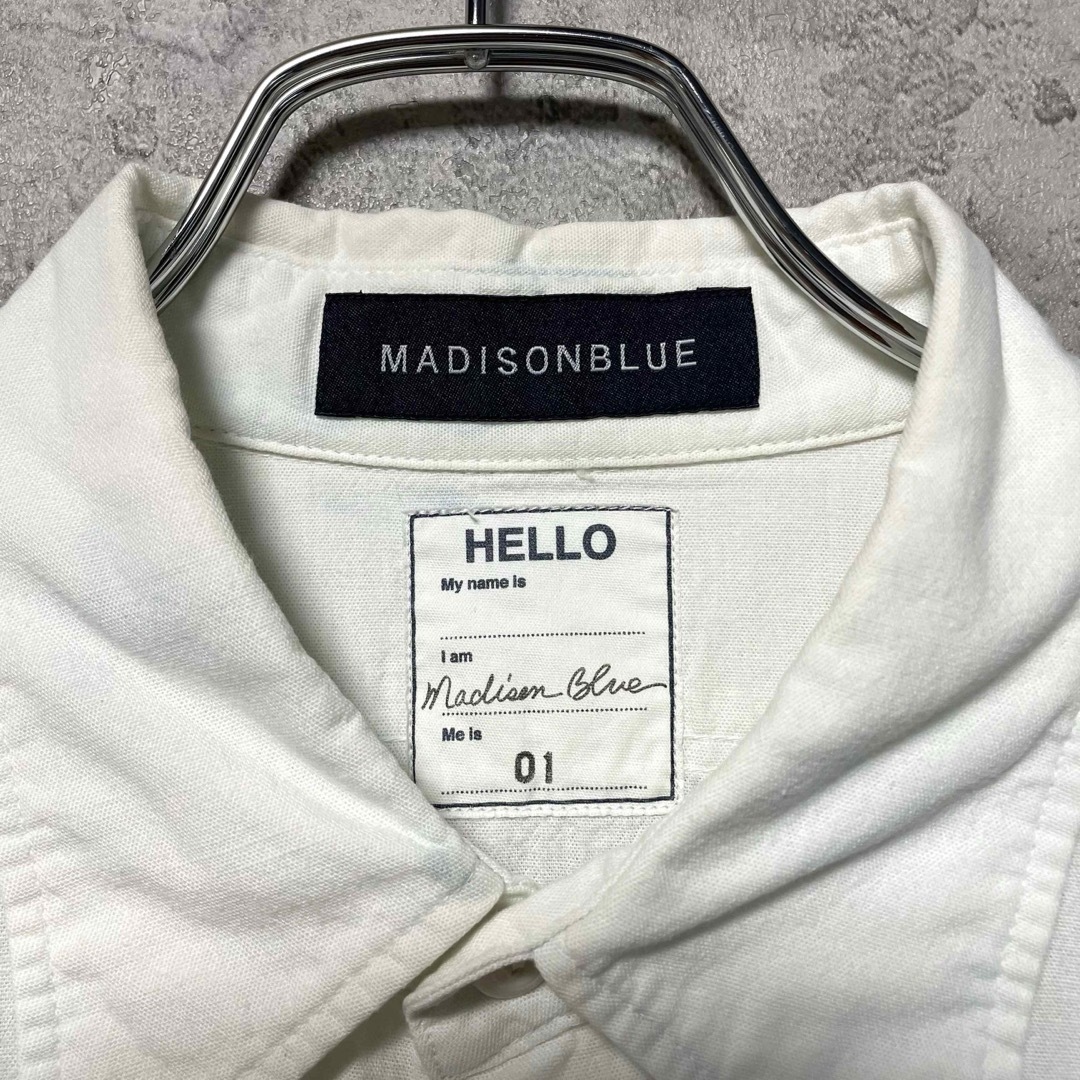 MADISONBLUE
HELLO
My name is
I am
Madison Blue
Me is
01